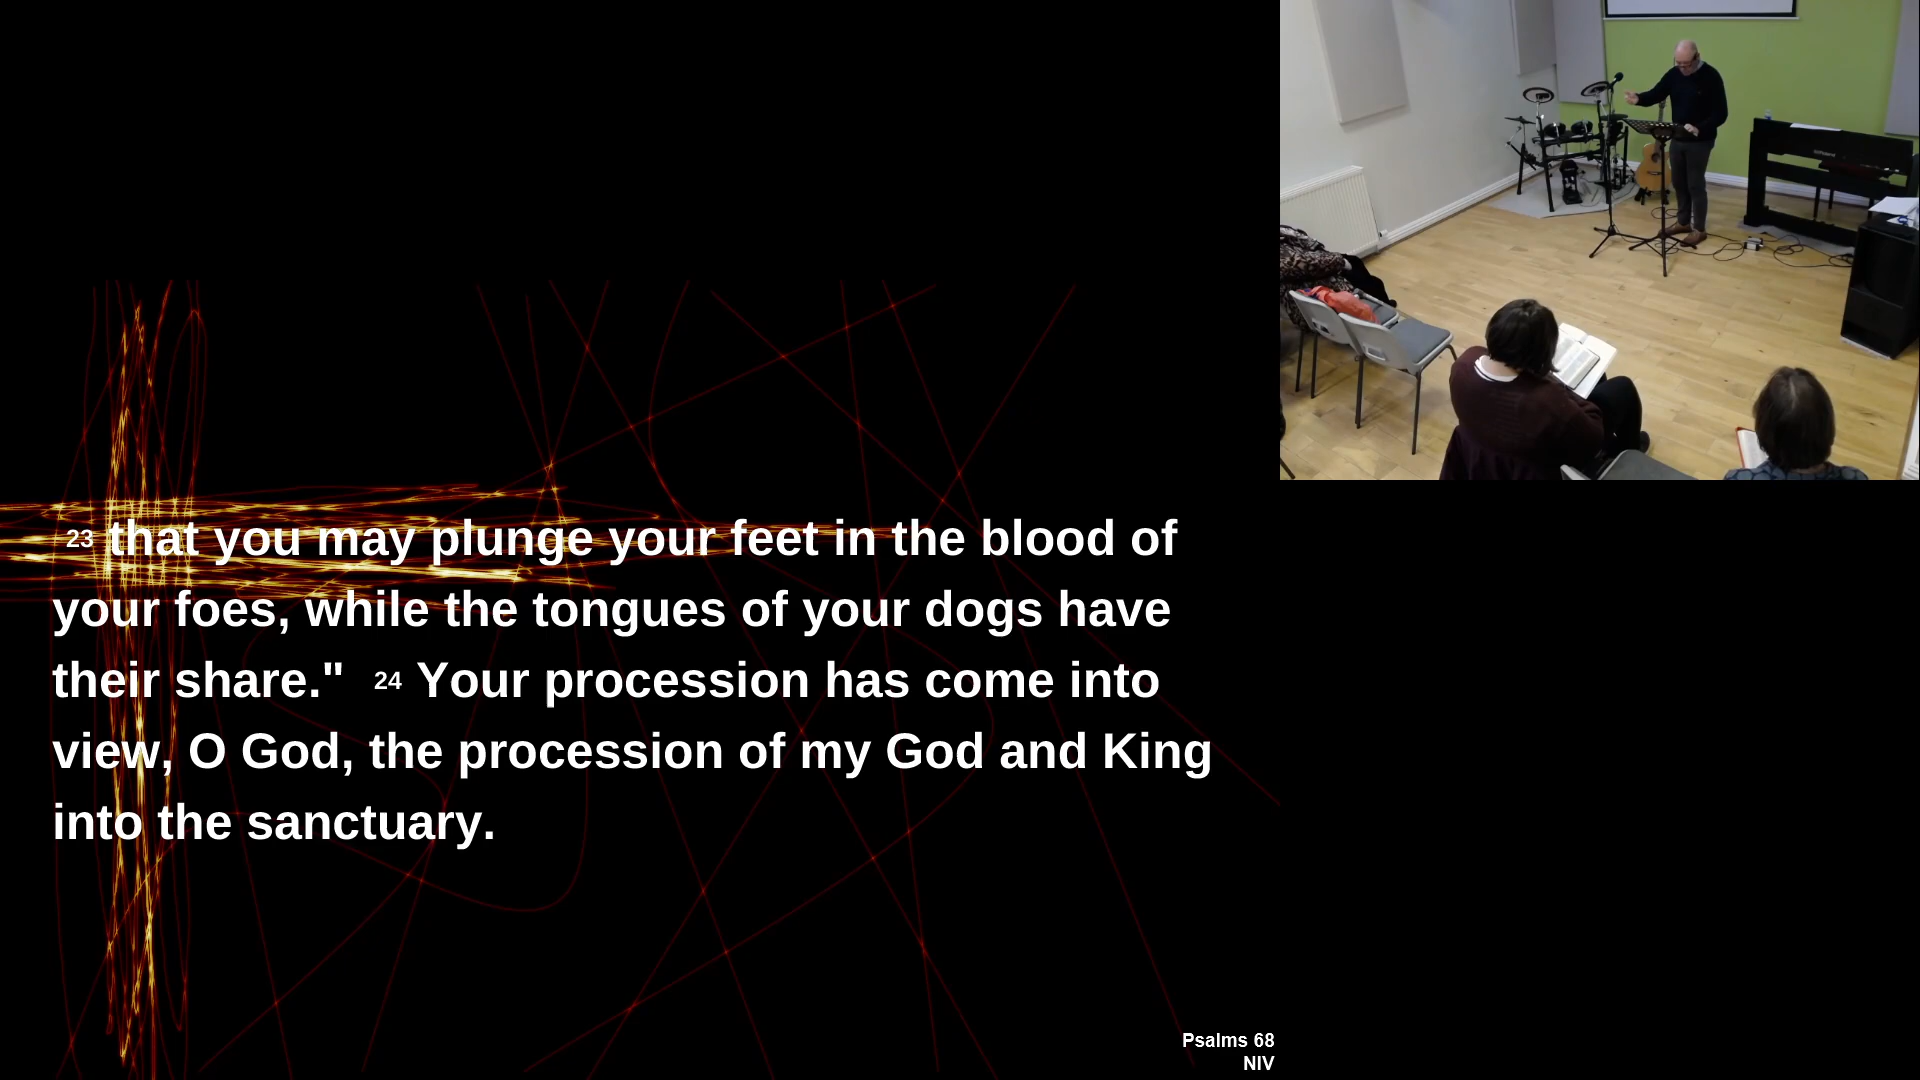 23 that you may plunge your feet in the blood of
your foes, while the tongues of your dogs have
their share." 24 Your procession has come into
view, O God, the procession of my God and King
into the sanctuary.
Psalms 68
NIV